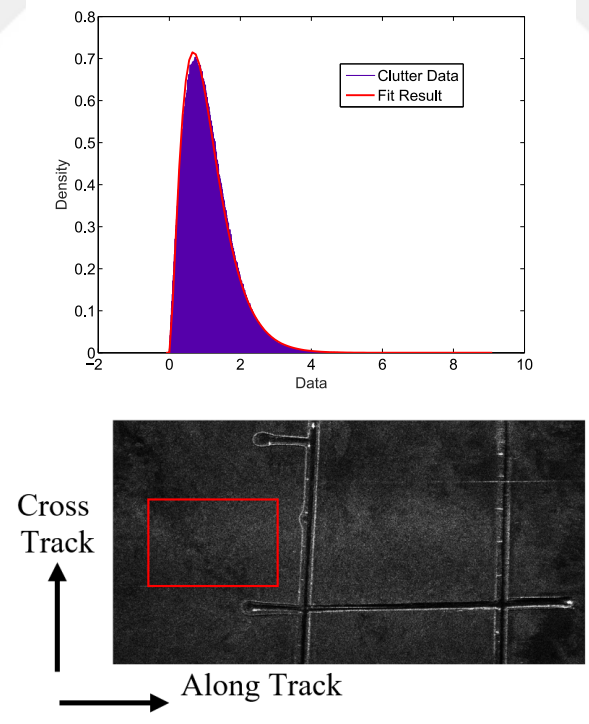 0.8
0.7
0.6
0.5
0.4
0.3
0.2
0.1
0
Density
−2 0 2 4 6 8 10
Data
Clutter Data
Fit Result
Cross
Track
Along Track